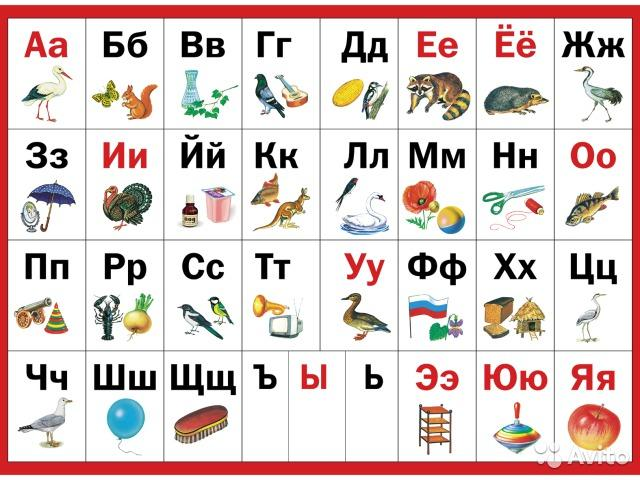 Аа Бб Вв Гг Дд Ее Ёё Жж
Зз Ии Йй Кк Лл Мм Нн Оо
йод
Пп Рр Сс Тт Уу Фф Хх Цц
Чч Шш Щщ Ъ Ы Ь Ээ Юю Яя
Avito